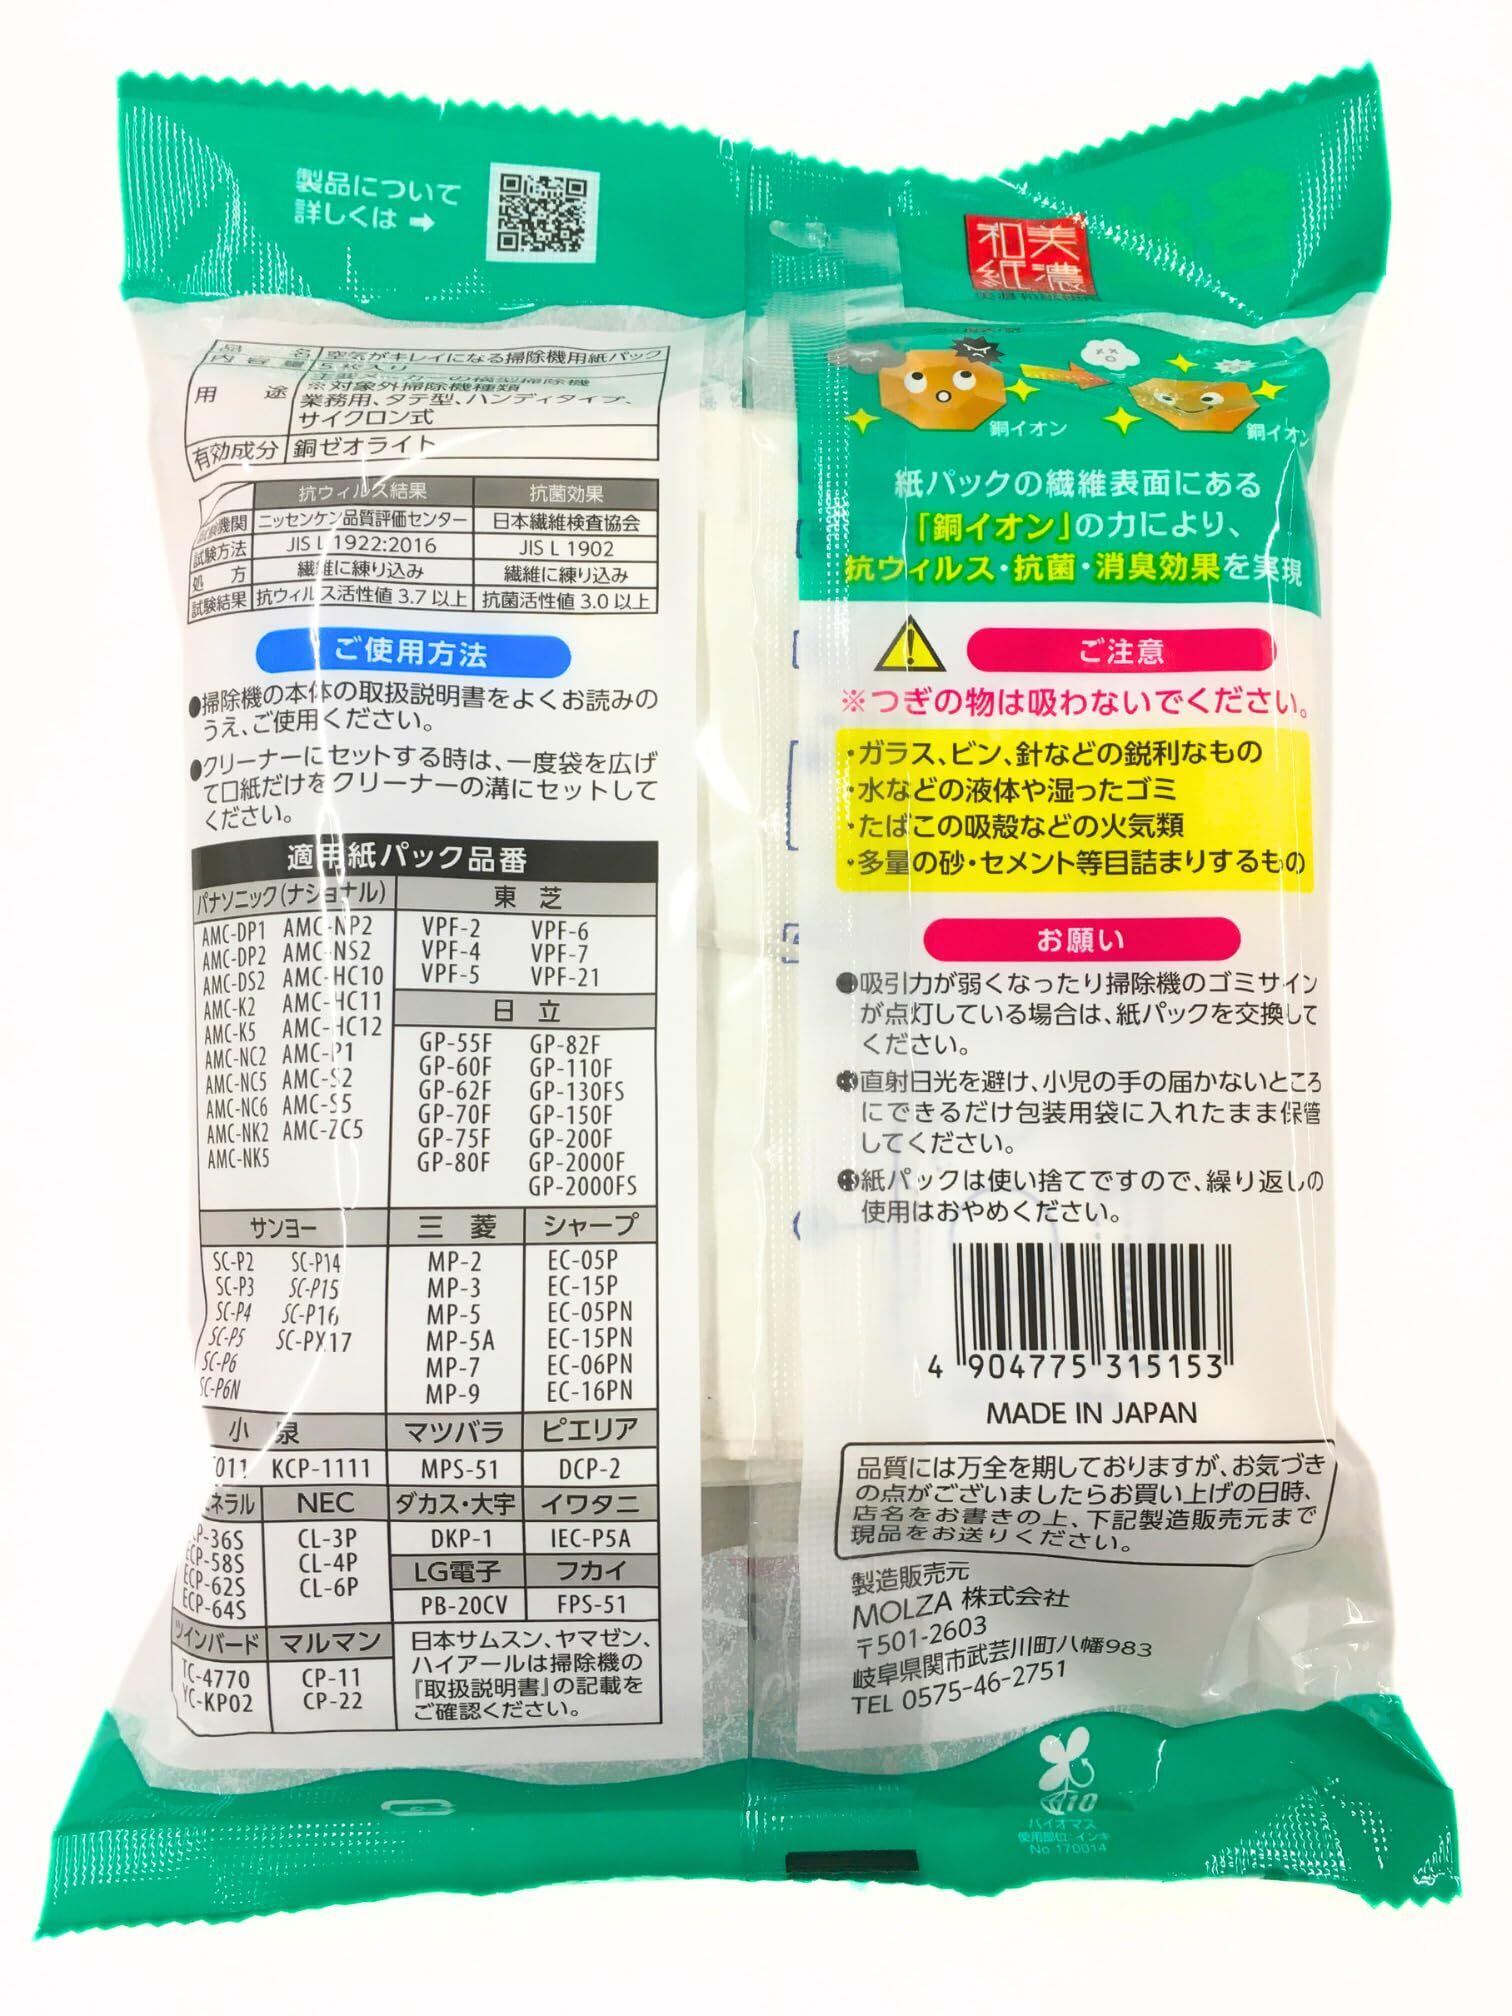 製品について
詳しくは ➡
和紙
美濃
品名 空気がキレイになる掃除機用紙パック
内容量
用途
※対象外掃除機種類
業務用、タテ型、ハンディタイプ、
サイクロン式
有効成分 銅ゼオライト
抗ウィルス結果 抗菌効果
試験機関 ニッセンケン品質評価センター 日本繊維検査協会
試験方法 JIS L 1922:2016 JIS L 1902
処方 繊維に練り込み 繊維に練り込み
試験結果 抗ウィルス活性値 3.7 以上 抗菌活性値 3.0 以上
ご使用方法
●掃除機の本体の取扱説明書をよくお読みの
うえ、ご使用ください。
●クリーナーにセットする時は、一度袋を広げ
て口紙だけをクリーナーの溝にセットして
ください。
適用紙パック品番
パナソニック(ナショナル)
AMC-DP1 AMC-NP2
AMC-DP2 AMC-NS2
AMC-DS2 AMC-HC10
AMC-K2 AMC-HC11
AMC-K5 AMC-HC12
AMC-NC2 AMC-P1
AMC-NC5 AMC-S2
AMC-NC6 AMC-S5
AMC-NK2 AMC-ZC5
AMC-NK5
東芝
VPF-2 VPF-6
VPF-4 VPF-7
VPF-5 VPF-21
日立
GP-55F GP-82F
GP-60F GP-110F
GP-62F GP-130FS
GP-70F GP-150F
GP-75F GP-200F
GP-80F GP-2000F
GP-2000FS
サンヨー
SC-P2 SC-P14
SC-P3 SC-P15
SC-P4 SC-P16
SC-P5 SC-PX17
SC-P6
SC-P6N
三菱
MP-2
MP-3
MP-5
MP-5A
MP-7
MP-9
シャープ
EC-05P
EC-15P
EC-05PN
EC-15PN
EC-06PN
EC-16PN
小泉
011 KCP-1111
マツバラ
MPS-51
ピエリア
DCP-2
ネラル
P-36S
ECP-58S
ECP-62S
ECP-64S
NEC
CL-3P
CL-4P
CL-6P
ダカス・大宇
DKP-1
イワタニ
IEC-P5A
LG電子
PB-20CV
フカイ
FPS-51
ツインバード
TC-4770
YC-KP02
マルマン
CP-11
CP-22
日本サムスン、ヤマゼン、
ハイアールは掃除機の
『取扱説明書』の記載を
ご確認ください。
銅イオン
銅イオン
紙パックの繊維表面にある
「銅イオン」の力により、
抗ウィルス・抗菌・消臭効果を実現
ご注意
※つぎの物は吸わないでください。
・ガラス、ビン、針などの鋭利なもの
・水などの液体や湿ったゴミ
・たばこの吸殻などの火気類
・多量の砂・セメント等目詰まりするもの
お願い
●吸引力が弱くなったり掃除機のゴミサイン
が点灯している場合は、紙パックを交換して
ください。
●直射日光を避け、小児の手の届かないところ
にできるだけ包装用袋に入れたまま保管
してください。
●紙パックは使い捨てですので、繰り返しの
使用はおやめください。
4 904775 315153
MADE IN JAPAN
品質には万全を期しておりますが、お気づき
の点がございましたらお買い上げの日時、
店名をお書きの上、下記製造販売元まで
現品をお送りください。
製造販売元
MOLZA 株式会社
〒501-2603
岐阜県関市武芸川町八幡983
TEL 0575-46-2751
10
バイオマス
使用部位:インキ
No 170014